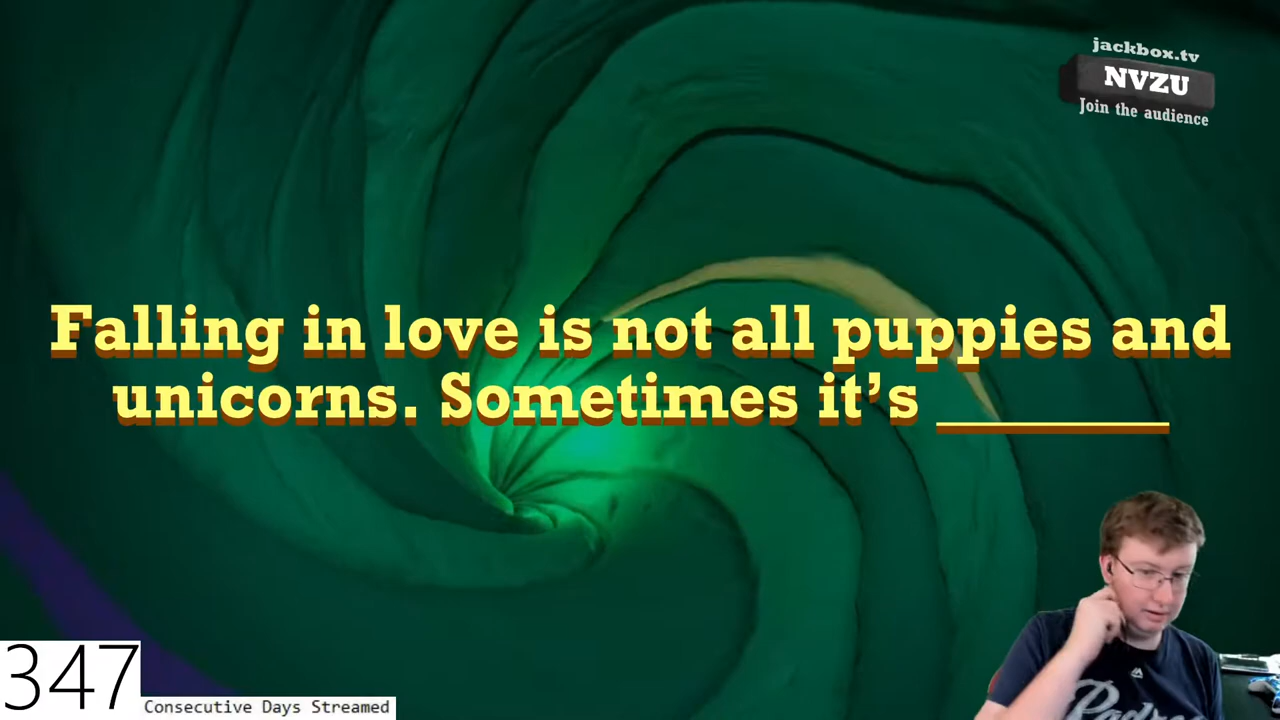 jackbox.tv
NVZU
Join the audience
Falling in love is not all puppies and
unicorns. Sometimes it's ________
347
Consecutive Days Streamed